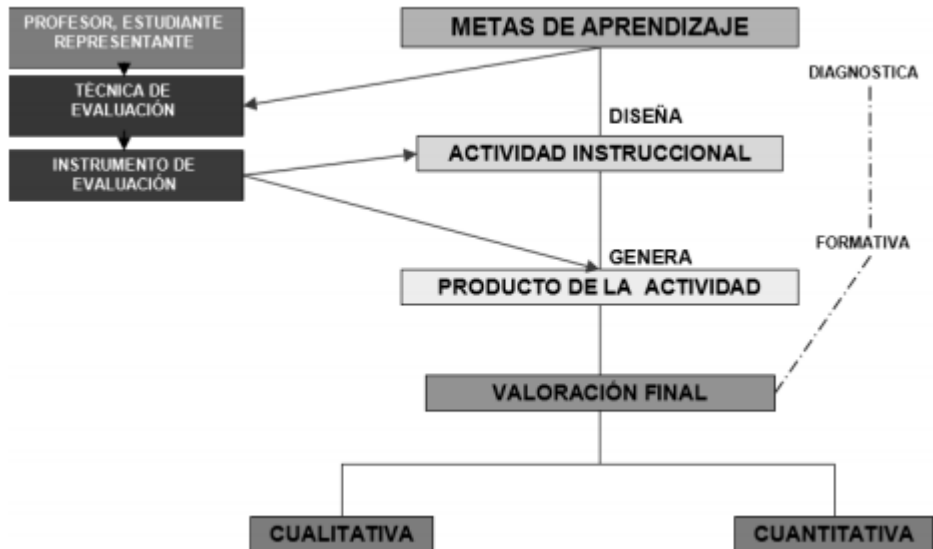 PROFESOR, ESTUDIANTE
REPRESENTANTE
METAS DE APRENDIZAJE
DIAGNOSTICA
TÈCNICA DE
EVALUACIÓN
DISEÑA
ACTIVIDAD INSTRUCCIONAL
INSTRUMENTO DE
EVALUACIÓN
FORMATIVA
GENERA
PRODUCTO DE LA ACTIVIDAD
VALORACIÓN FINAL
CUALITATIVA
CUANTITATIVA